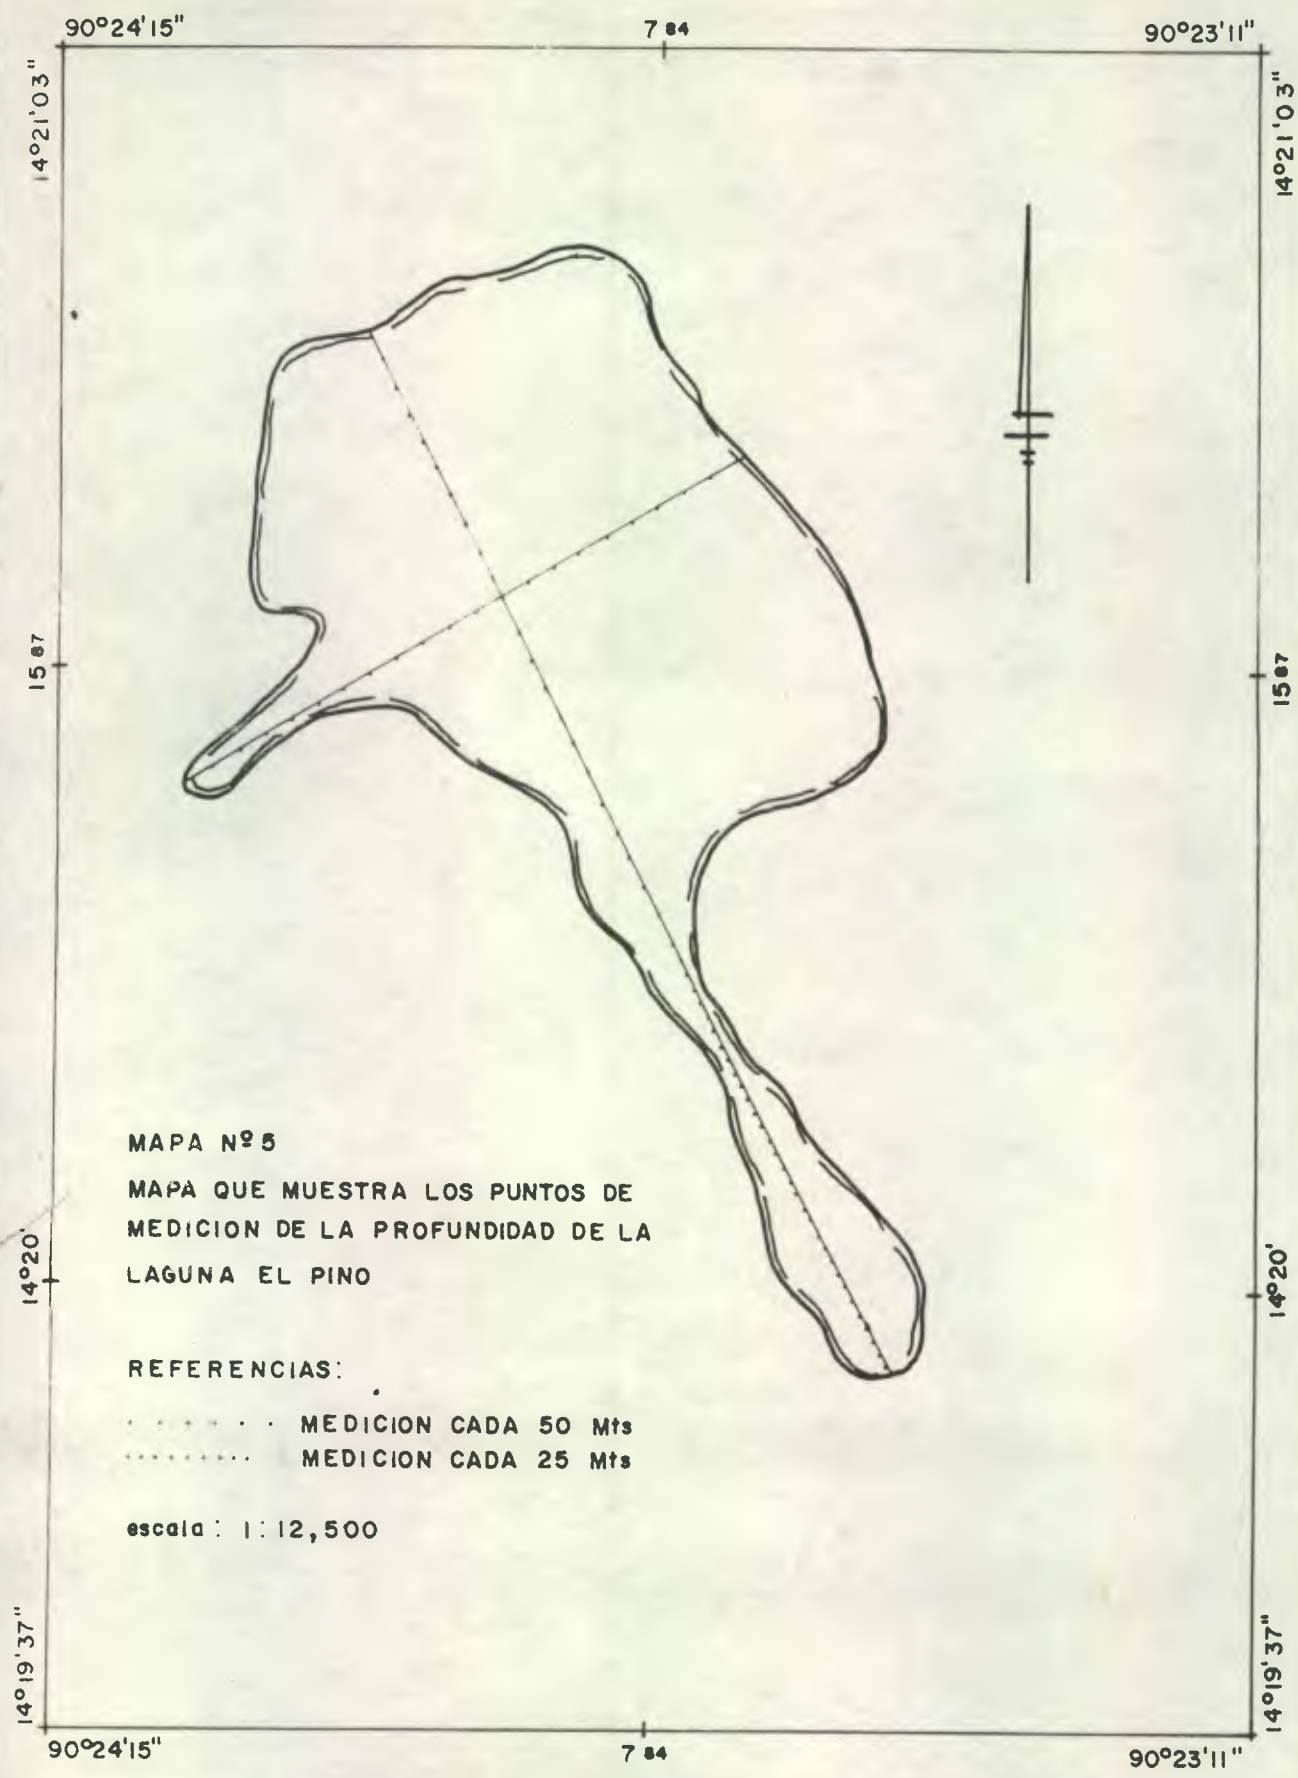 90°24'15" 7 84 90°23'11"
14°21'03" 14°21'03"
15 87 15 87
MAPA Nº 5
MAPA QUE MUESTRA LOS PUNTOS DE
MEDICION DE LA PROFUNDIDAD DE LA
LAGUNA EL PINO
14°20' 14°20'
REFERENCIAS:
MEDICION CADA 50 Mts
MEDICION CADA 25 Mts
escala: 1:12,500
14°19'37" 14°19'37"
90°24'15" 7 84 90°23'11"